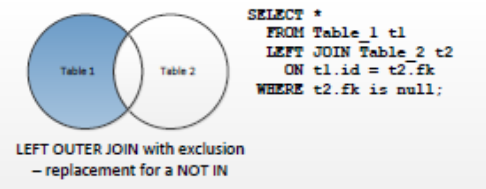 Table 1
Table 2
SELECT *
FROM Table_1 t1
LEFT JOIN Table_2 t2
ON t1.id = t2.fk
WHERE t2.fk is null;
LEFT OUTER JOIN with exclusion
– replacement for a NOT IN